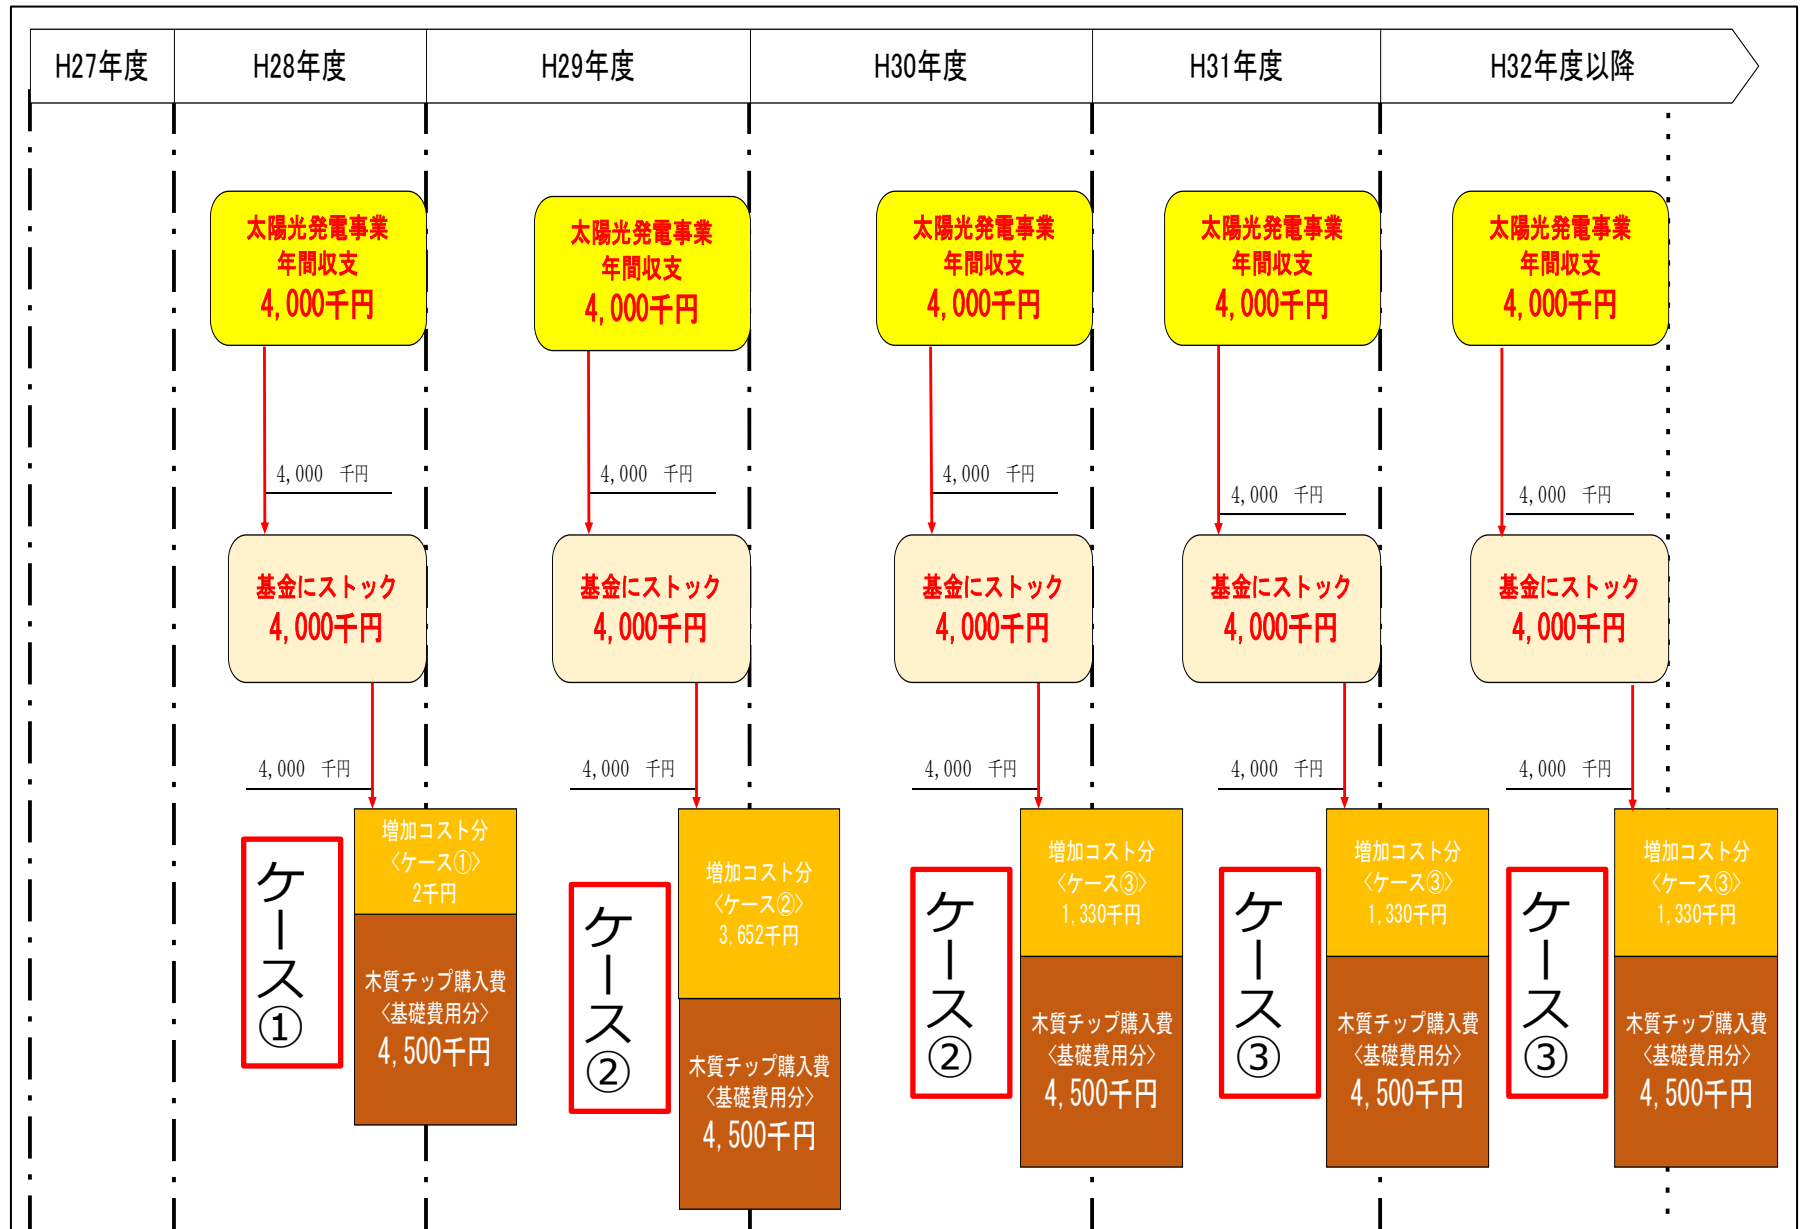 H27年度
H28年度
H29年度
H30年度
H31年度
H32年度以降
太陽光発電事業
年間収支
4,000千円
太陽光発電事業
年間収支
4,000千円
太陽光発電事業
年間収支
4,000千円
太陽光発電事業
年間収支
4,000千円
太陽光発電事業
年間収支
4,000千円
4,000 千円
4,000 千円
4,000 千円
4,000 千円
4,000 千円
基金にストック
4,000千円
基金にストック
4,000千円
基金にストック
4,000千円
基金にストック
4,000千円
基金にストック
4,000千円
4,000 千円
4,000 千円
4,000 千円
4,000 千円
4,000 千円
ケース①
増加コスト分
〈ケース①〉
2千円
木質チップ購入費
〈基礎費用分〉
4,500千円
ケース②
増加コスト分
〈ケース②〉
3,652千円
木質チップ購入費
〈基礎費用分〉
4,500千円
ケース②
増加コスト分
〈ケース③〉
1,330千円
木質チップ購入費
〈基礎費用分〉
4,500千円
ケース③
増加コスト分
〈ケース③〉
1,330千円
木質チップ購入費
〈基礎費用分〉
4,500千円
ケース③
増加コスト分
〈ケース③〉
1,330千円
木質チップ購入費
〈基礎費用分〉
4,500千円